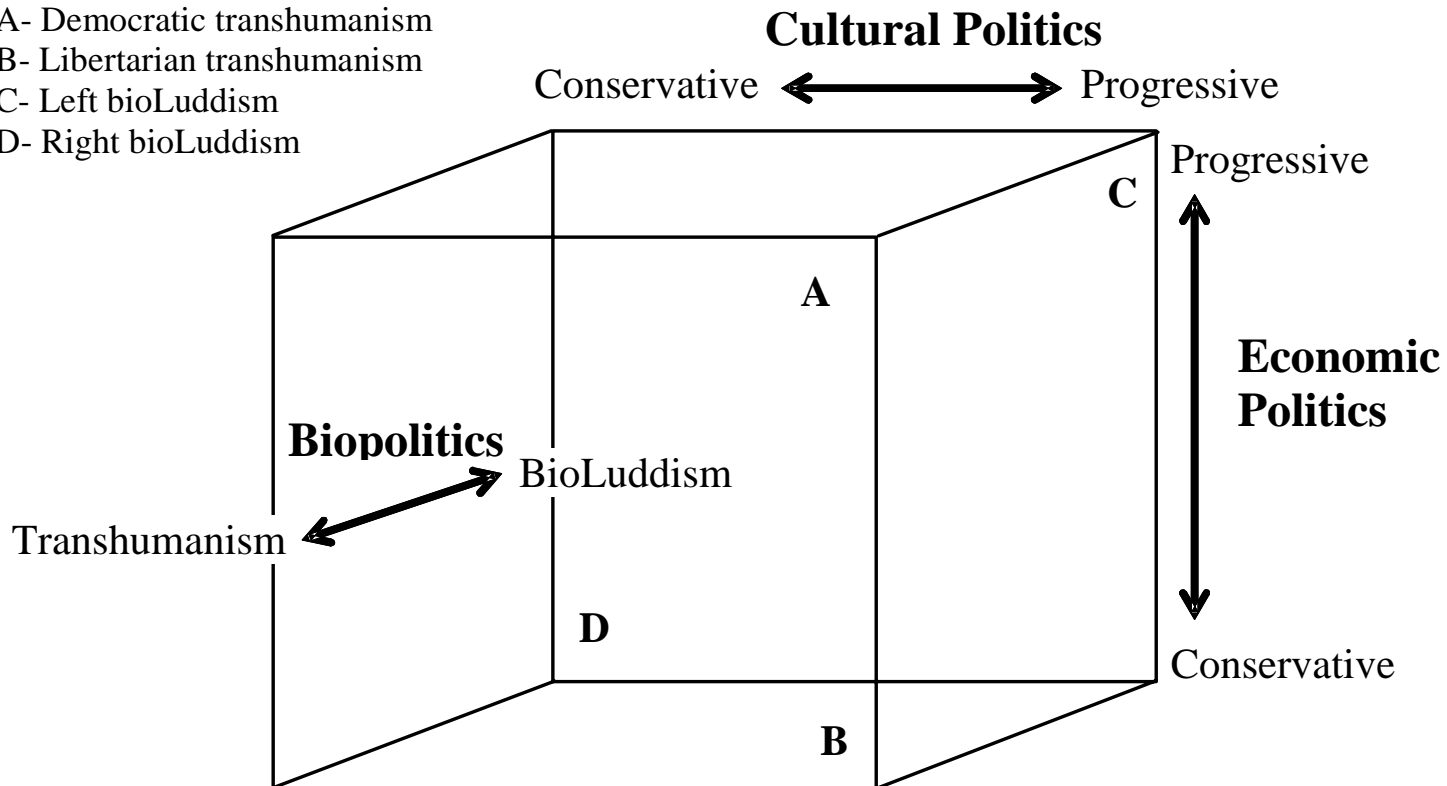 A- Democratic transhumanism
B- Libertarian transhumanism
C- Left bioLuddism
D- Right bioLuddism
Cultural Politics
Conservative
Progressive
Progressive
C
A
Economic
Politics
Biopolitics
BioLuddism
Transhumanism
D
Conservative
B